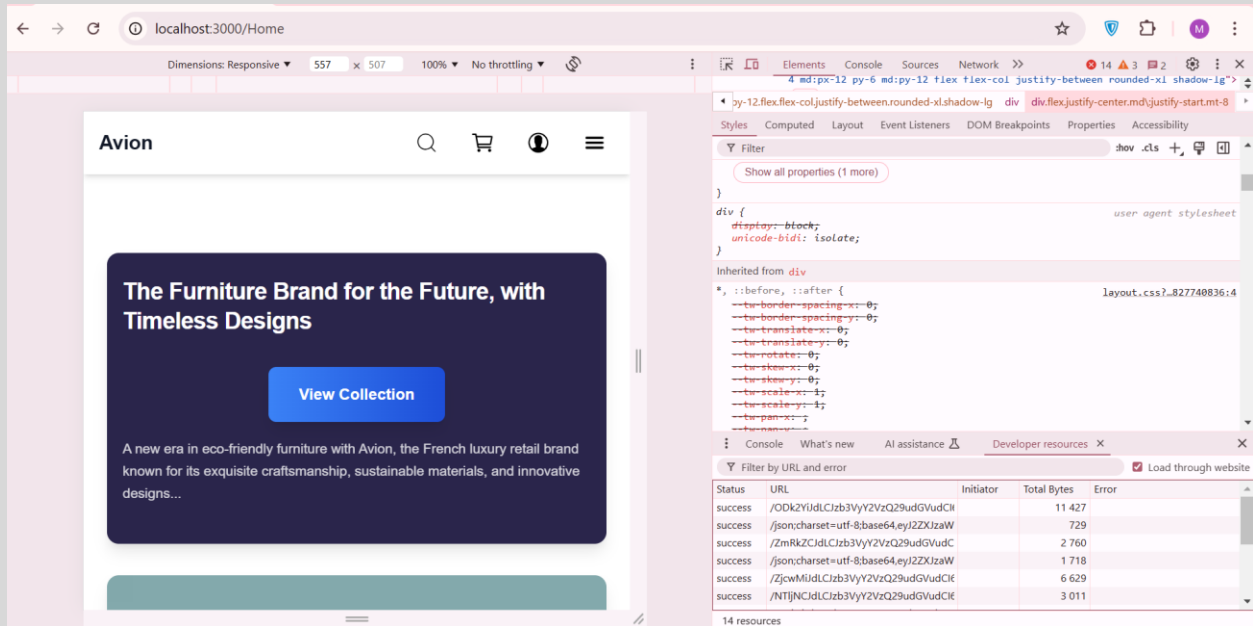 localhost:3000/Home
M
Dimensions: Responsive ▼ 557 x 507 100% ▼ No throttling ▼
Elements Console Sources Network 14 3 2
4 md:px-12 py-6 md:py-12 flex flex-col justify-between rounded-xl shadow-lg">
py-12.flex.flex-col.justify-between.rounded-xl.shadow-lg div div.flex.justify-center.md\:justify-start.mt-8
Styles Computed Layout Event Listeners DOM Breakpoints Properties Accessibility
Filter :hov .cls
Show all properties (1 more)
}
div { user agent stylesheet
display: block;
unicode-bidi: isolate;
}
Inherited from div
*, ::before, ::after { layout.css?…827740836:4
--tw-border-spacing-x: 0;
--tw-border-spacing-y: 0;
--tw-translate-x: 0;
--tw-translate-y: 0;
--tw-rotate: 0;
--tw-skew-x: 0;
--tw-skew-y: 0;
--tw-scale-x: 1;
--tw-scale-y: 1;
--tw-pan-x: ;
--tw-pan-y: ;
Avion
The Furniture Brand for the Future, with
Timeless Designs
View Collection
A new era in eco-friendly furniture with Avion, the French luxury retail brand
known for its exquisite craftsmanship, sustainable materials, and innovative
designs...
Console What's new AI assistance Developer resources
Filter by URL and error Load through website
Status URL Initiator Total Bytes Error
success 11 427
success /json;charset=utf-8;base64,eyJ2ZXJzaW 729
success 2 760
success /json;charset=utf-8;base64,eyJ2ZXJzaW 1 718
success 6 629
success 3 011
14 resources